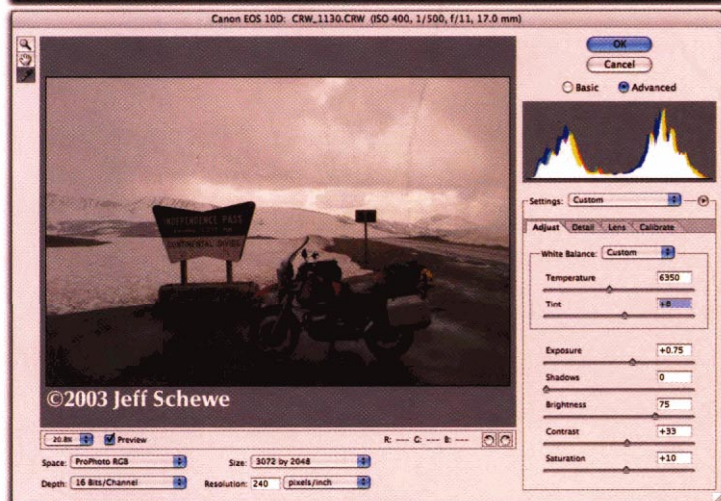 Canon EOS 10D: CRW_1130.CRW (ISO 400, 1/500, f/11, 17.0 mm)
OK
Cancel
Basic Advanced
INDEPENDENCE PASS
CONTINENTAL DIVIDE
©2003 Jeff Schewe
Settings: Custom
Adjust Detail Lens Calibrate
White Balance: Custom
Temperature 6350
Tint +8
Exposure +0.75
Shadows 0
Brightness 75
Contrast +33
Saturation +10
20.8% Preview R: --- G: --- B: ---
Space: ProPhoto RGB Size: 3072 by 2048
Depth: 16 Bits/Channel Resolution: 240 pixels/inch